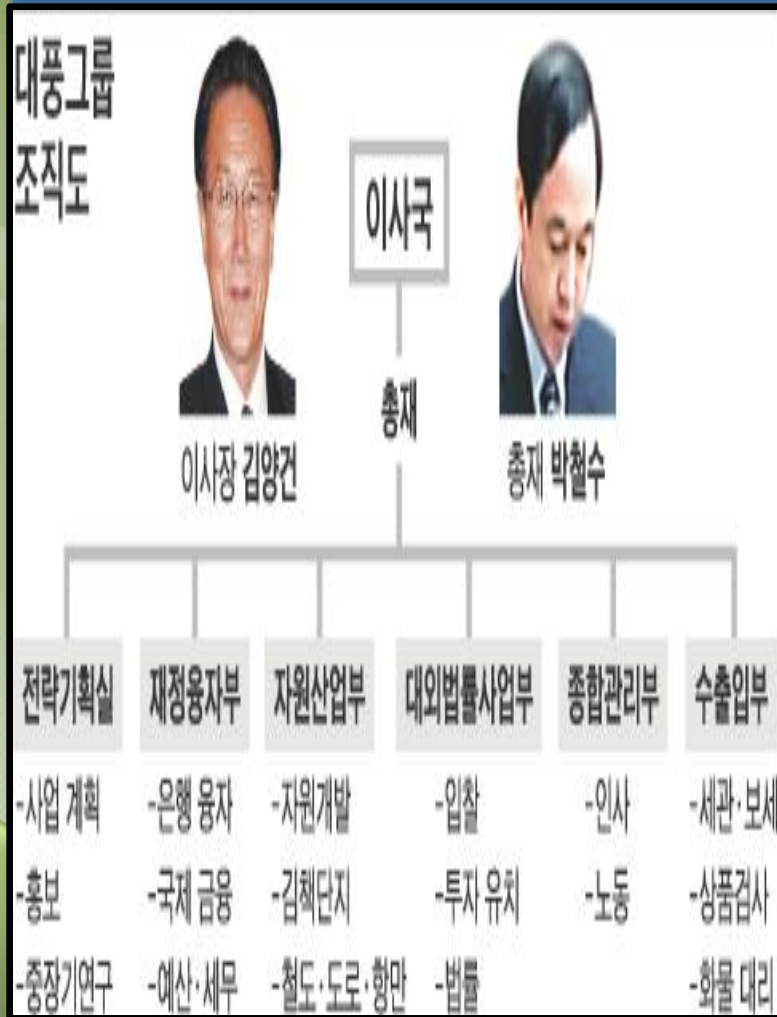 대풍그룹
조직도
이사국
총재
이사장 김양건
총재 박철수
전략기획실
-사업 계획
-홍보
-중장기연구
재정융자부
-은행 융자
-국제 금융
-예산·세무
자원산업부
-자원개발
-김책단지
-철도·도로·항만
대외법률사업부
-입찰
-투자 유치
-법률
종합관리부
-인사
-노동
수출입부
-세관·보세
-상품검사
-화물 대리